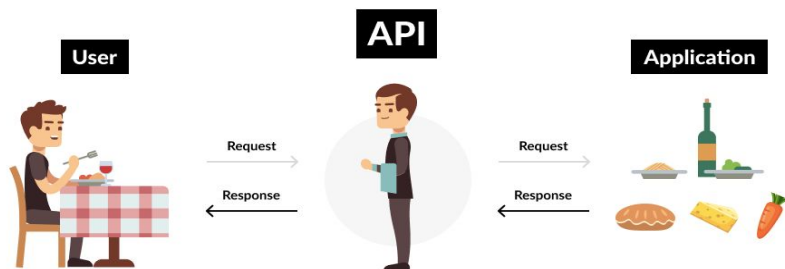 User
API
Application
Request
Request
Response
Response